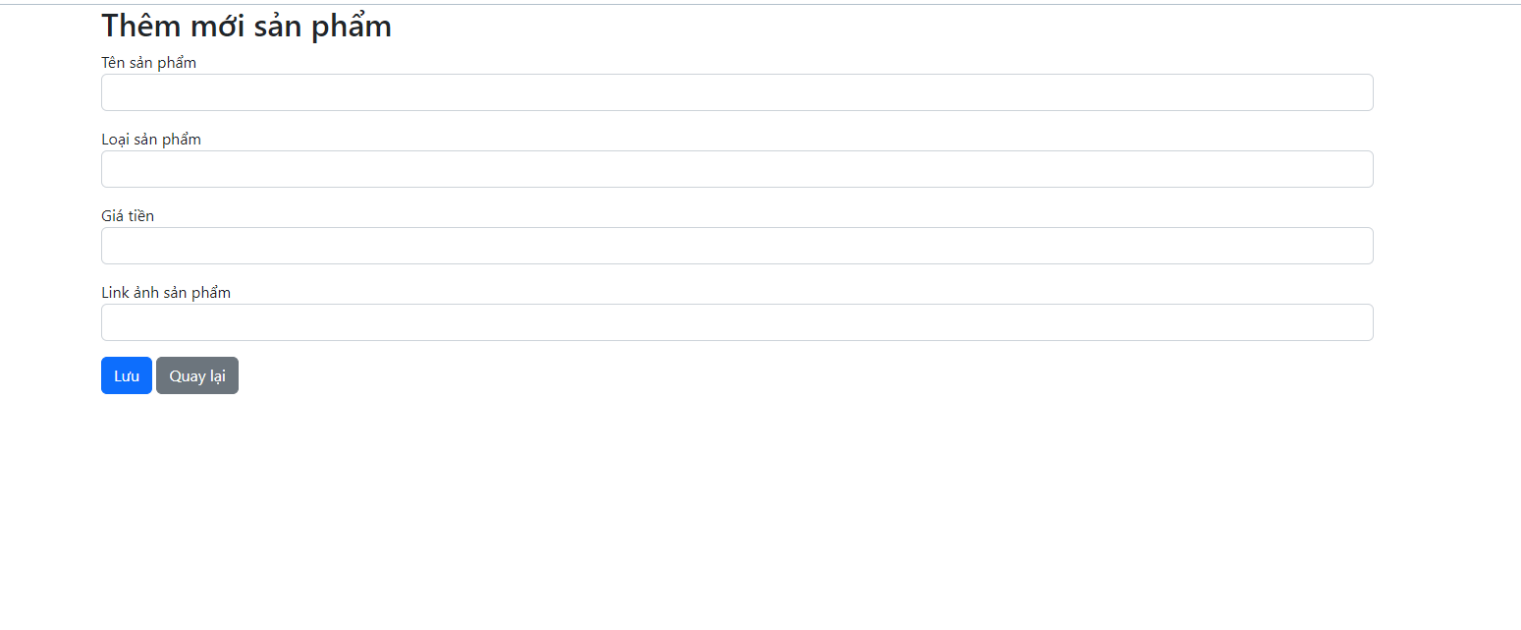 Thêm mới sản phẩm
Tên sản phẩm
Loại sản phẩm
Giá tiền
Link ảnh sản phẩm
Lưu Quay lại